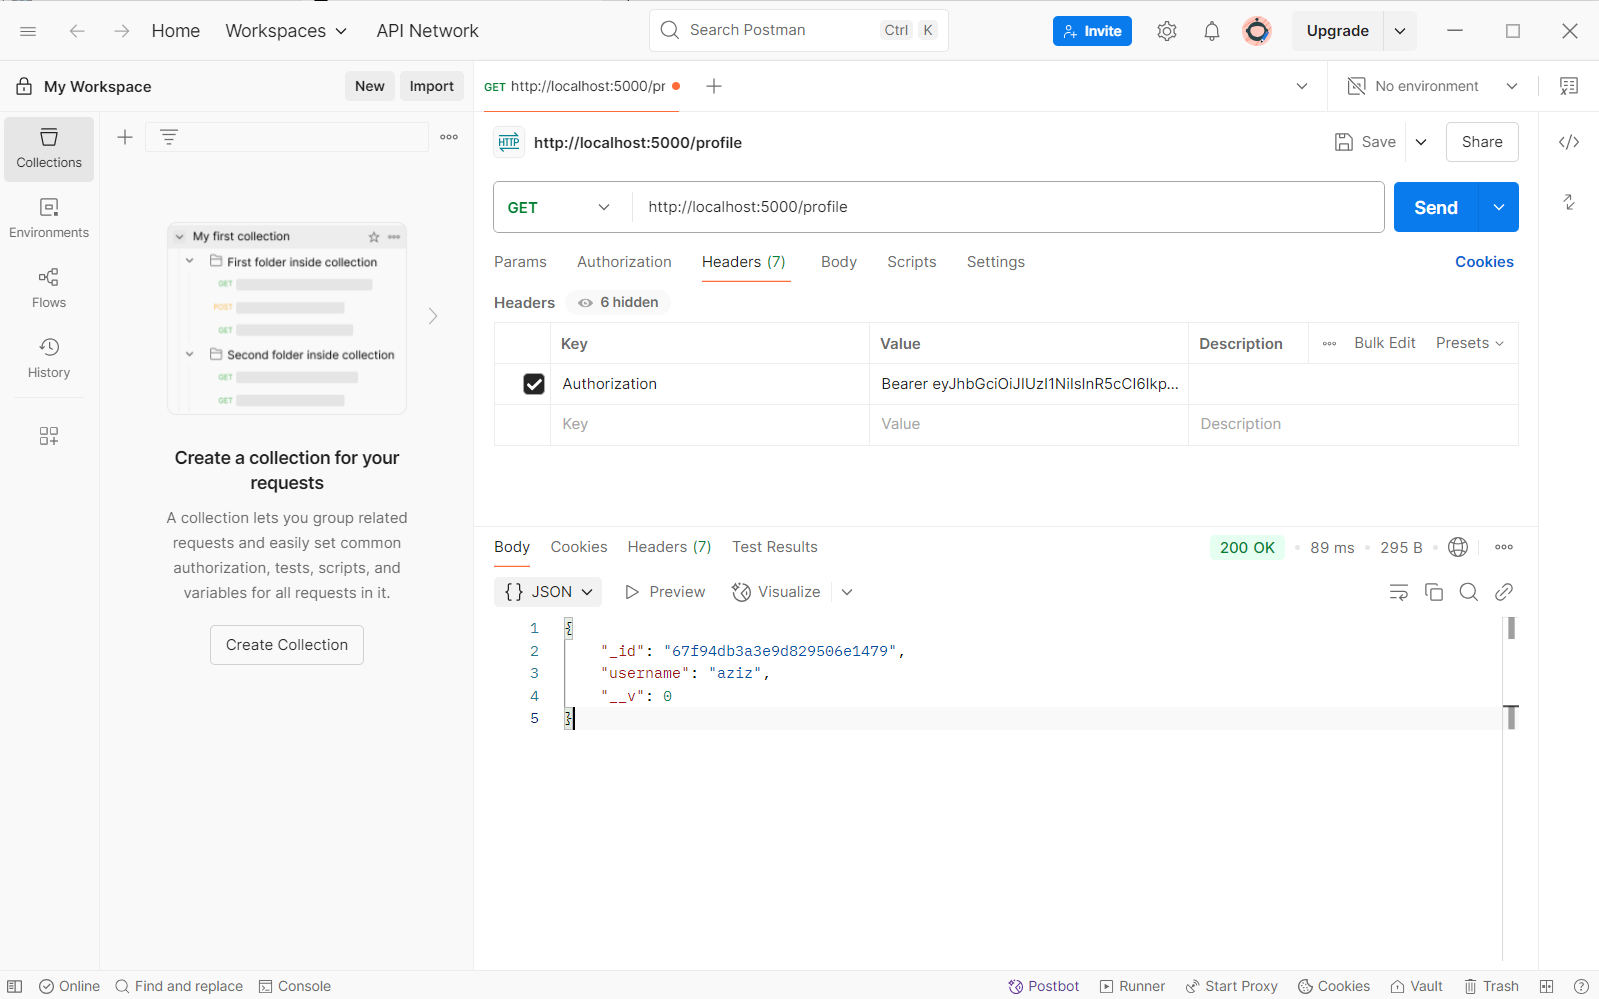 Home
Workspaces
API Network
Search Postman
Ctrl
K
Invite
Upgrade
My Workspace
New
Import
GET http://localhost:5000/pr
No environment
Collections
Environments
Flows
History
My first collection
First folder inside collection
GET
POST
GET
Second folder inside collection
GET
GET
Create a collection for your
requests
A collection lets you group related
requests and easily set common
authorization, tests, scripts, and
variables for all requests in it.
Create Collection
HTTP
http://localhost:5000/profile
Save
Share
GET
http://localhost:5000/profile
Send
Params
Authorization
Headers (7)
Body
Scripts
Settings
Cookies
Headers
6 hidden
Key
Value
Description
Bulk Edit
Presets
Authorization
Bearer eyJhbGciOiJIUzI1NiIsInR5cCI6Ikp...
Key
Value
Description
Body
Cookies
Headers (7)
Test Results
200 OK
89 ms
295 B
{} JSON
Preview
Visualize
1 {
2 "_id": "67f94db3a3e9d829506e1479",
3 "username": "aziz",
4 "__v": 0
5 }
Online
Find and replace
Console
Postbot
Runner
Start Proxy
Cookies
Vault
Trash